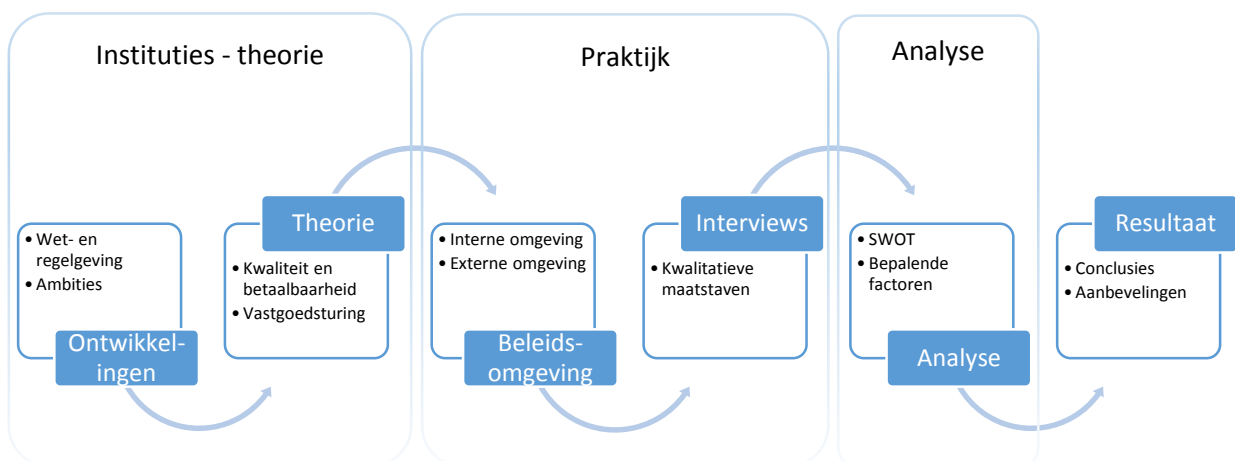 Instituties - theorie
Praktijk
Analyse
• Wet- en
regelgeving
• Ambities
Ontwikkel-
ingen
Theorie
• Kwaliteit en
betaalbaarheid
• Vastgoedsturing
• Interne omgeving
• Externe omgeving
Beleids-
omgeving
Interviews
• Kwalitatieve
maatstaven
• SWOT
• Bepalende
factoren
Analyse
Resultaat
• Conclusies
• Aanbevelingen